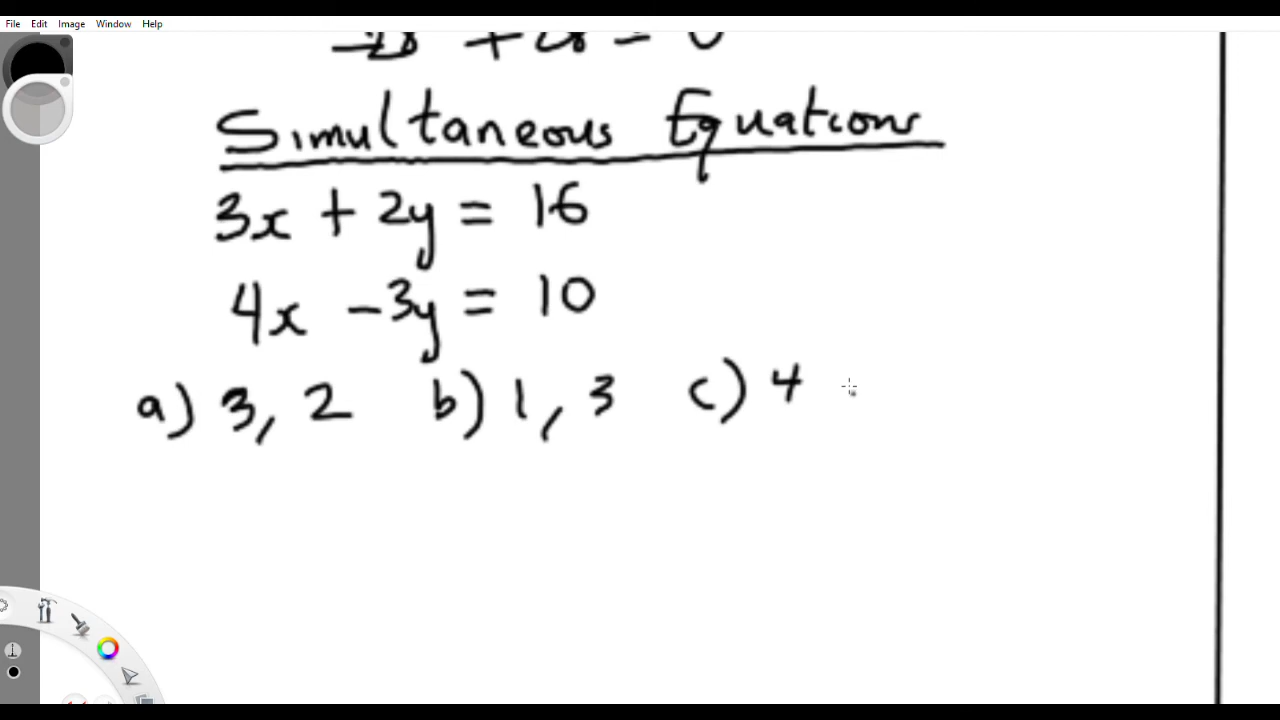 File Edit Image Window Help
Simultaneous Equations
3x + 2y = 16
4x - 3y = 10
a) 3, 2 b) 1, 3 c) 4